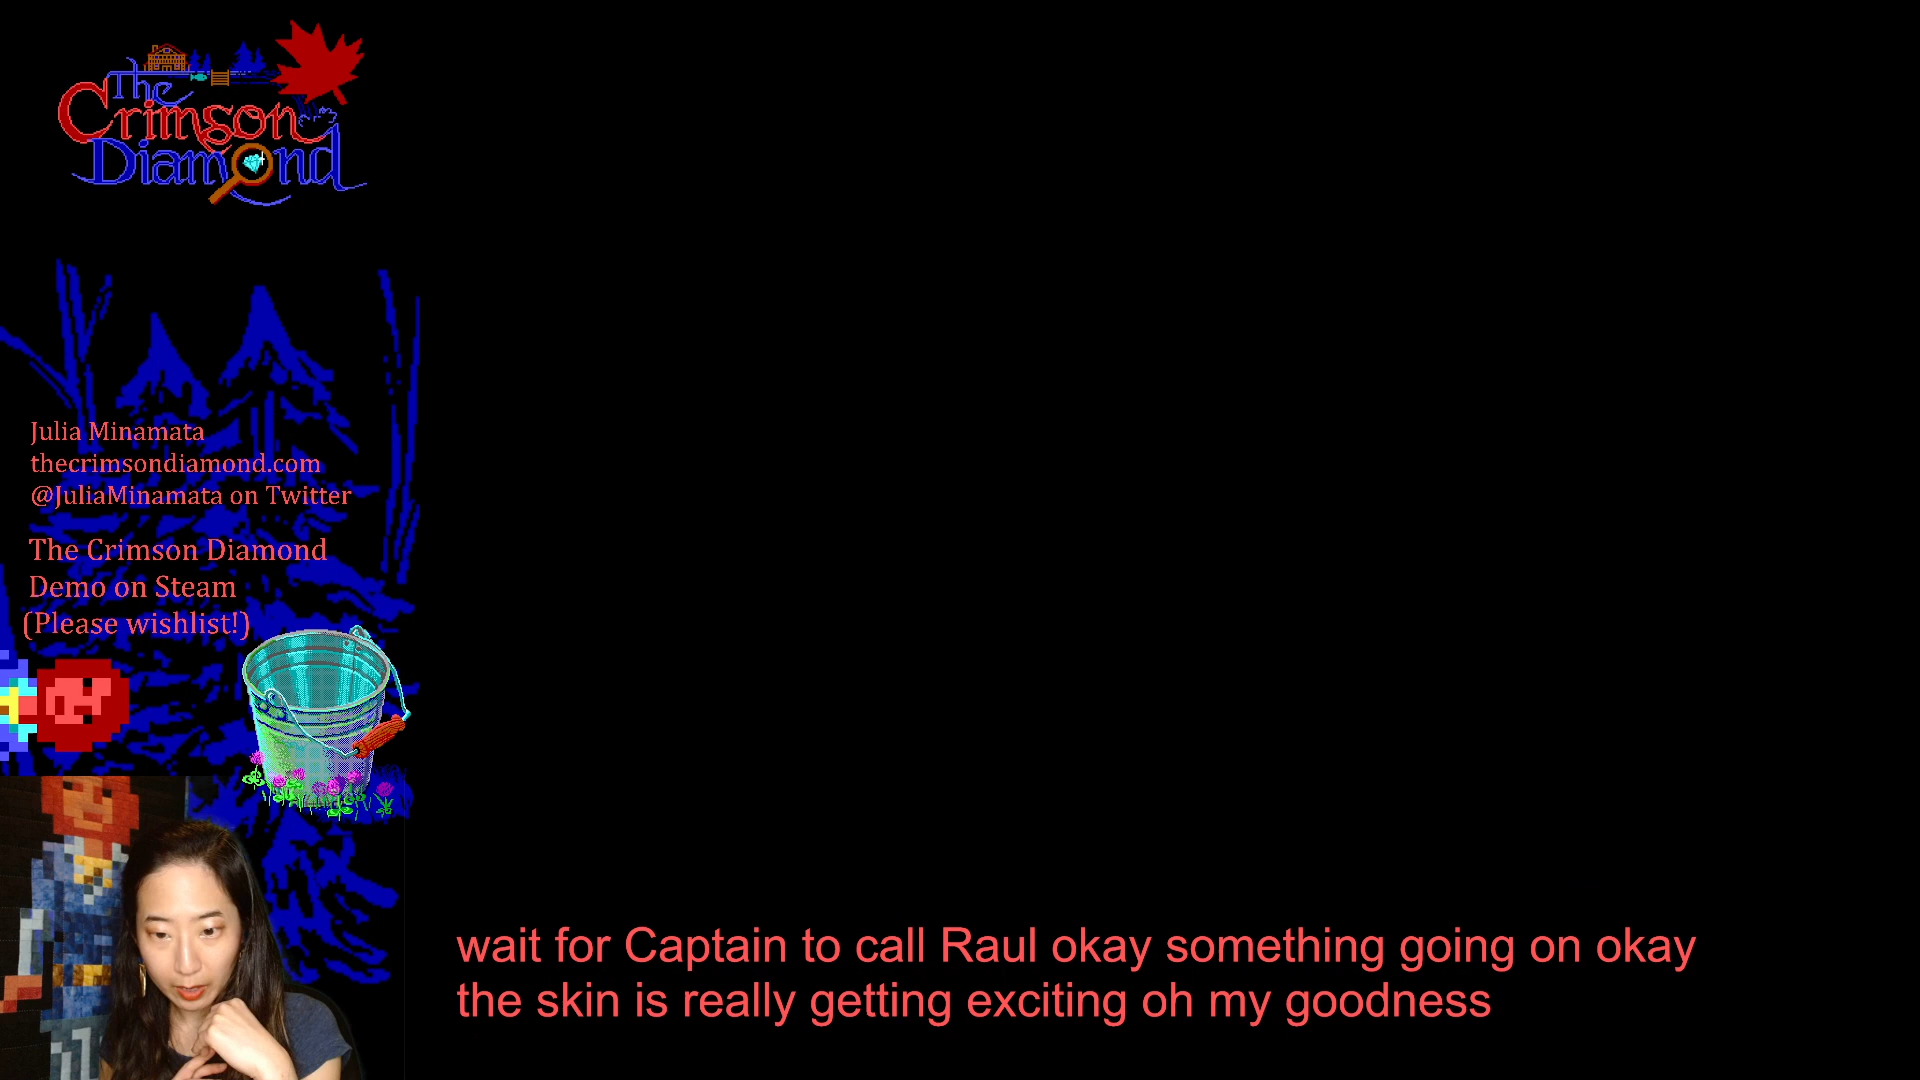 The
Crimson
Diamond
Julia Minamata
thecrimsondiamond.com
@JuliaMinamata on Twitter
The Crimson Diamond
Demo on Steam
(Please wishlist!)
wait for Captain to call Raul okay something going on okay
the skin is really getting exciting oh my goodness